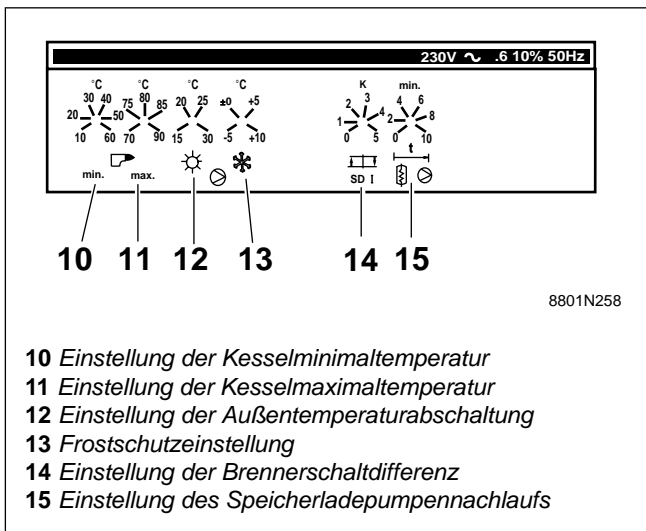 230V ∿ .6 10% 50Hz
°C °C °C °C K min.
30 40 75 80 85 20 25 ±0 +5 2 3 4 6
20 50 1 4 2 8
10 60 70 90 15 30 -5 +10 0 5 0 10
t
min. max. SD I
10 11 12 13 14 15
8801N258
10 Einstellung der Kesselminimaltemperatur
11 Einstellung der Kesselmaximaltemperatur
12 Einstellung der Außentemperaturabschaltung
13 Frostschutzeinstellung
14 Einstellung der Brennerschaltdifferenz
15 Einstellung des Speicherladepumpennachlaufs